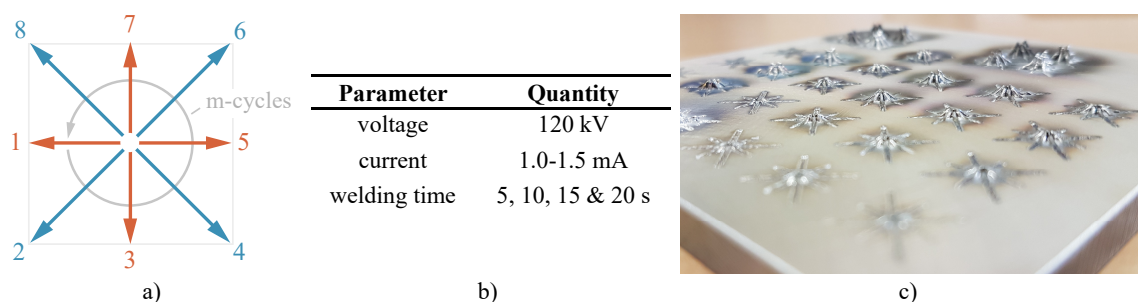 8
7
6
m-cycles
1
5
2
3
4
Parameter Quantity
voltage 120 kV
current 1.0-1.5 mA
welding time 5, 10, 15 & 20 s
a)
b)
c)